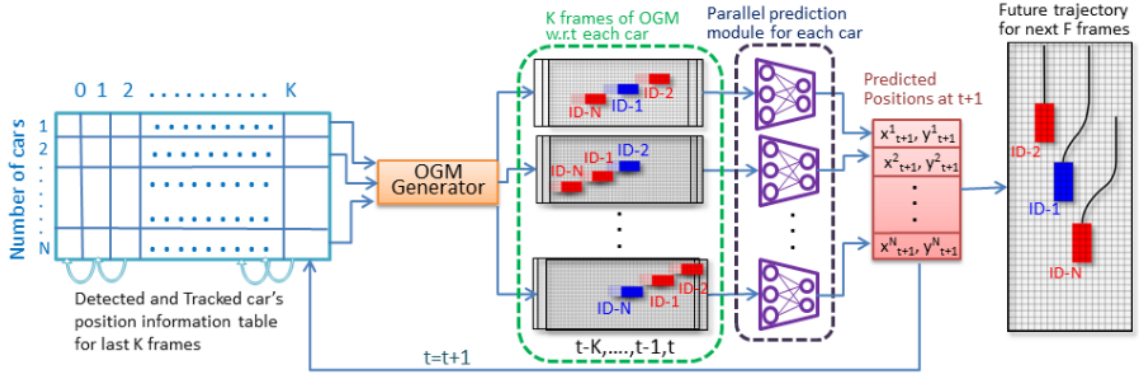 K frames of OGM
w.r.t each car
Parallel prediction
module for each car
Future trajectory
for next F frames
0 1 2 .......... K
Number of cars
1
2
N
OGM
Generator
ID-N
ID-1
ID-2
ID-N
ID-1
ID-2
ID-N
ID-1
ID-2
t-K,....,t-1,t
Predicted
Positions at t+1
x¹ₜ₊₁, y¹ₜ₊₁
x²ₜ₊₁, y²ₜ₊₁
xᴺₜ₊₁, yᴺₜ₊₁
ID-2
ID-1
ID-N
Detected and Tracked car's
position information table
for last K frames
t=t+1